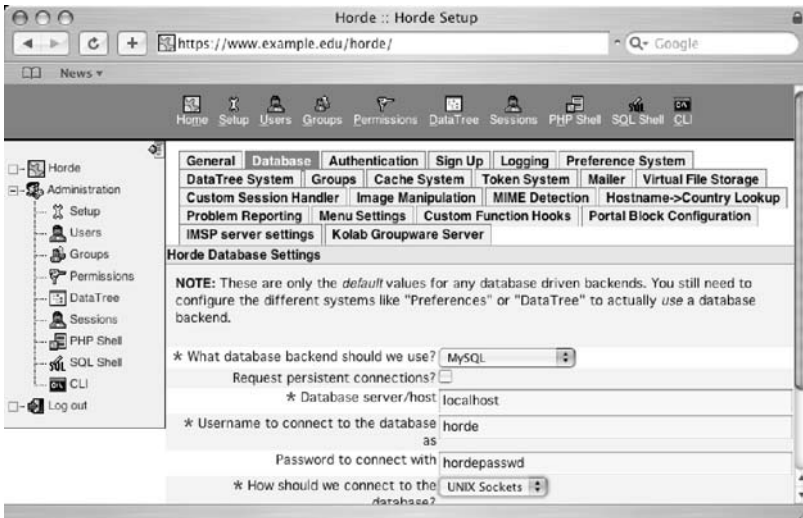 Horde :: Horde Setup
https://www.example.edu/horde/
Google
News
Home Setup Users Groups Permissions DataTree Sessions PHP Shell SQL Shell CLI
Horde
Administration
Setup
Users
Groups
Permissions
DataTree
Sessions
PHP Shell
SQL Shell
CLI
Log out
General Database Authentication Sign Up Logging Preference System
DataTree System Groups Cache System Token System Mailer Virtual File Storage
Custom Session Handler Image Manipulation MIME Detection Hostname->Country Lookup
Problem Reporting Menu Settings Custom Function Hooks Portal Block Configuration
IMSP server settings Kolab Groupware Server
Horde Database Settings
NOTE: These are only the default values for any database driven backends. You still need to
configure the different systems like "Preferences" or "DataTree" to actually use a database
backend.
* What database backend should we use? MySQL
Request persistent connections?
* Database server/host localhost
* Username to connect to the database as horde
Password to connect with hordepasswd
* How should we connect to the database? UNIX Sockets